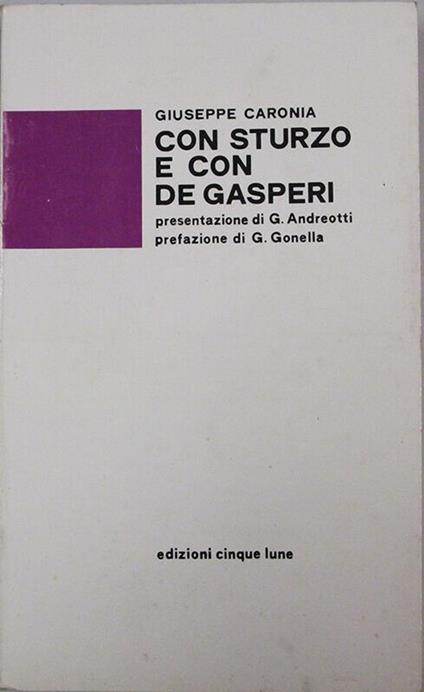 GIUSEPPE CARONIA
CON STURZO
E CON
DE GASPERI
presentazione di G. Andreotti
prefazione di G. Gonella
edizioni cinque lune